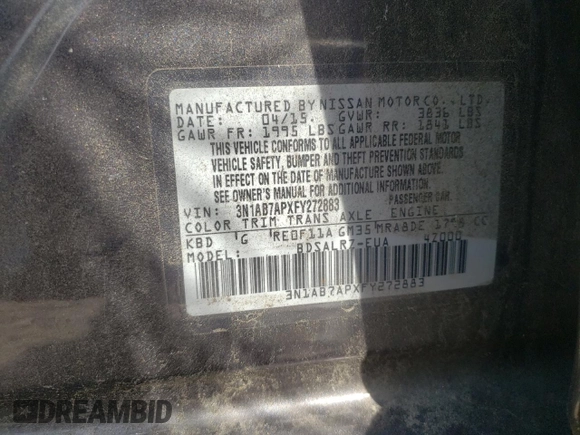 MANUFACTURED BY NISSAN MOTOR CO., LTD.
DATE: 04/15. GVWR: 3836 LBS
GAWR FR: 1995 LBS GAWR RR: 1841 LBS
THIS VEHICLE CONFORMS TO ALL APPLICABLE FEDERAL MOTOR
VEHICLE SAFETY, BUMPER AND THEFT PREVENTION STANDARDS
IN EFFECT ON THE DATE OF MANUFACTURE SHOWN ABOVE.
SEE OWNER'S MANUAL FOR ADDITIONAL INFORMATION.
VIN: 3N1AB7APXFY272883 PASSENGER CAR
COLOR TRIM TRANS AXLE ENGINE
KBD G RE0F11A GM35 MRA8DE CC
MODEL: BDSALRZ-EUA 4Z000
3N1AB7APXFY272883
DREAMBID